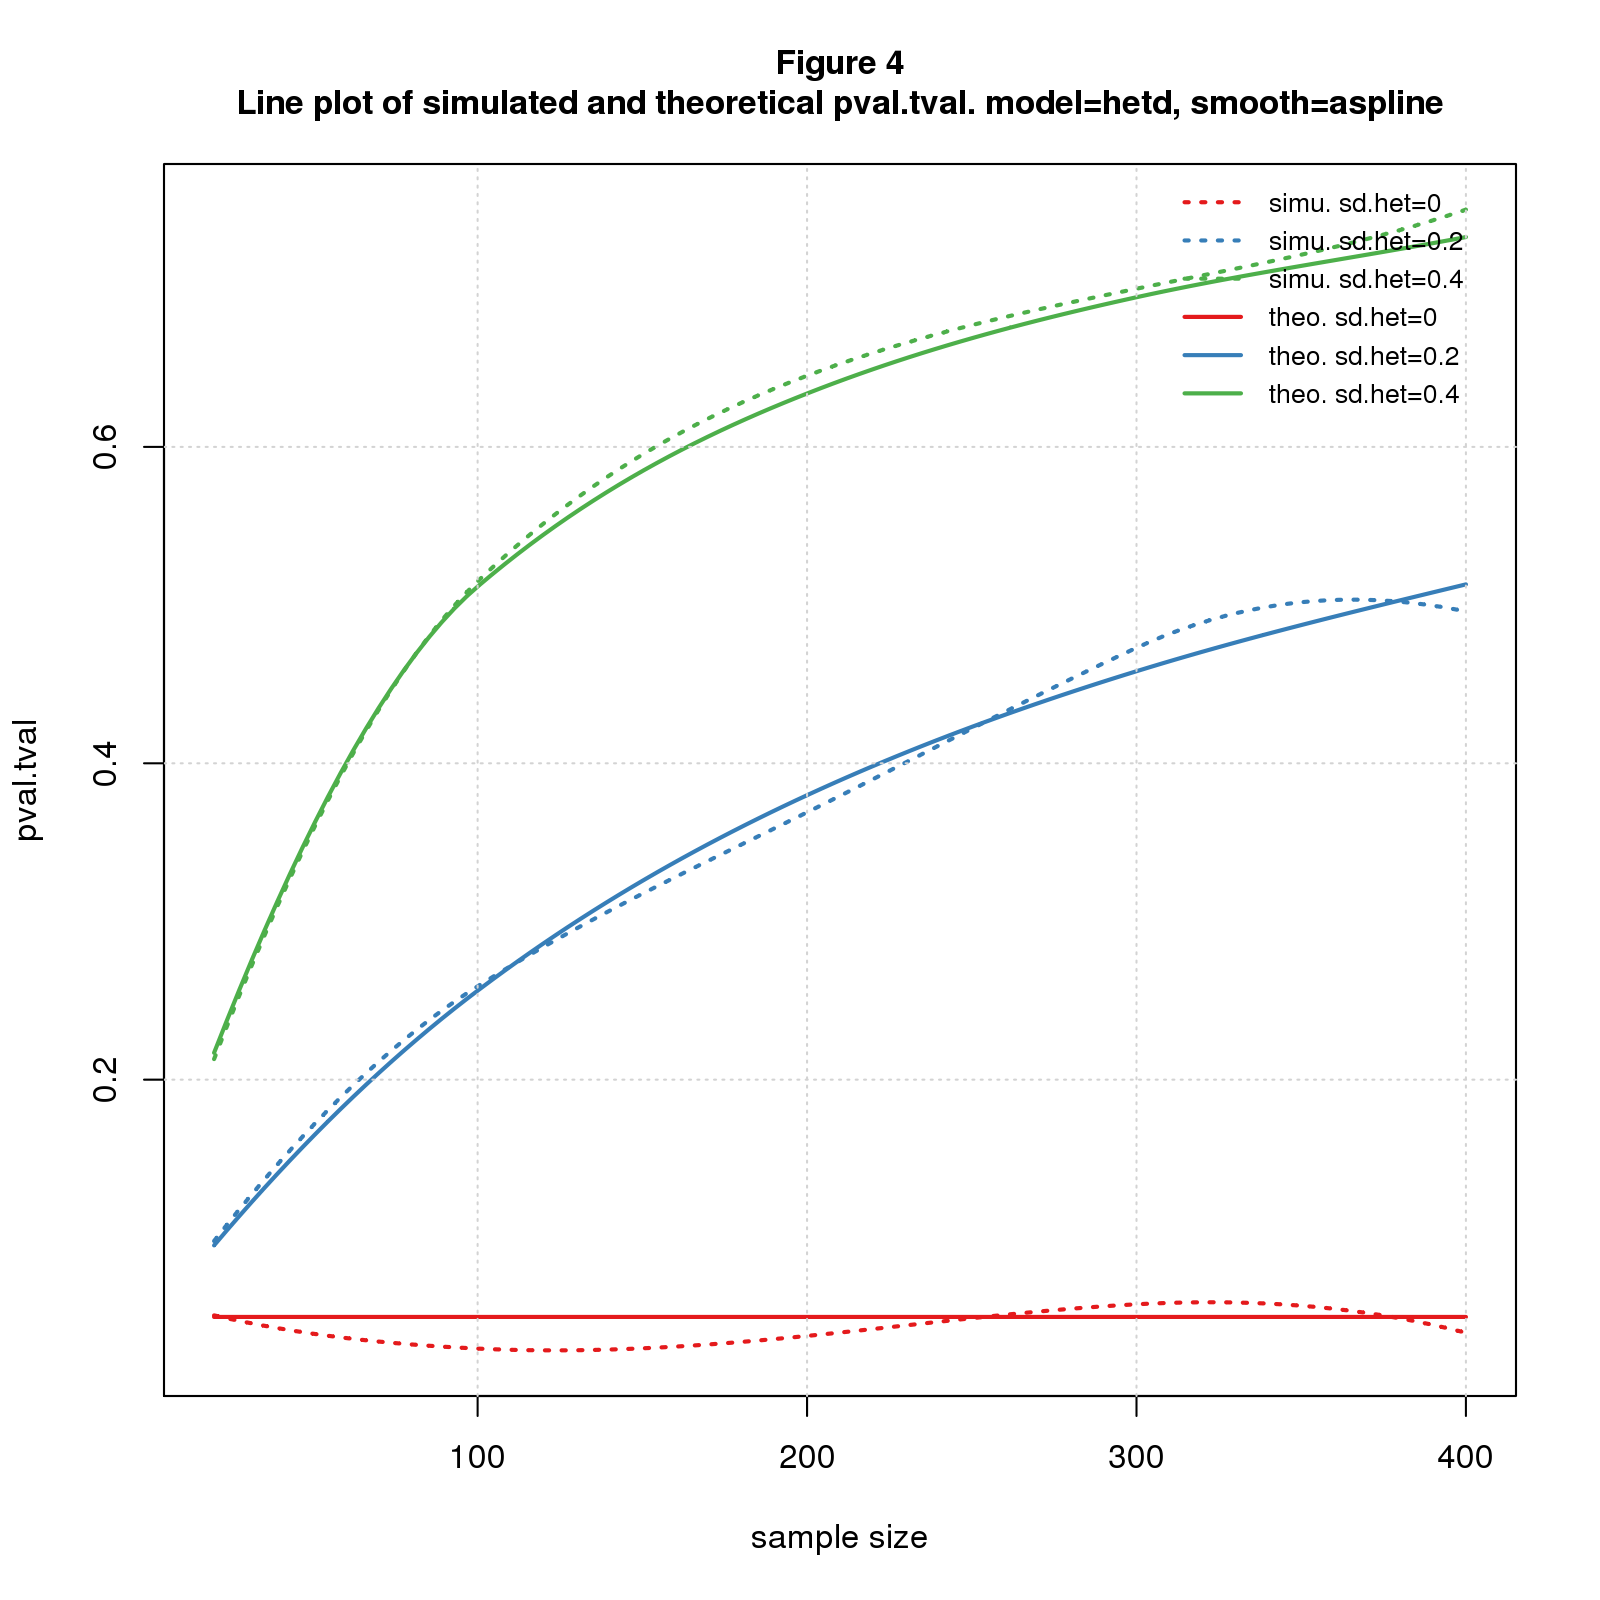 Figure 4
Line plot of simulated and theoretical pval.tval. model=hetd, smooth=aspline
simu. sd.het=0
simu. sd.het=0.2
simu. sd.het=0.4
theo. sd.het=0
theo. sd.het=0.2
theo. sd.het=0.4
0.6
0.4
0.2
pval.tval
100 200 300 400
sample size